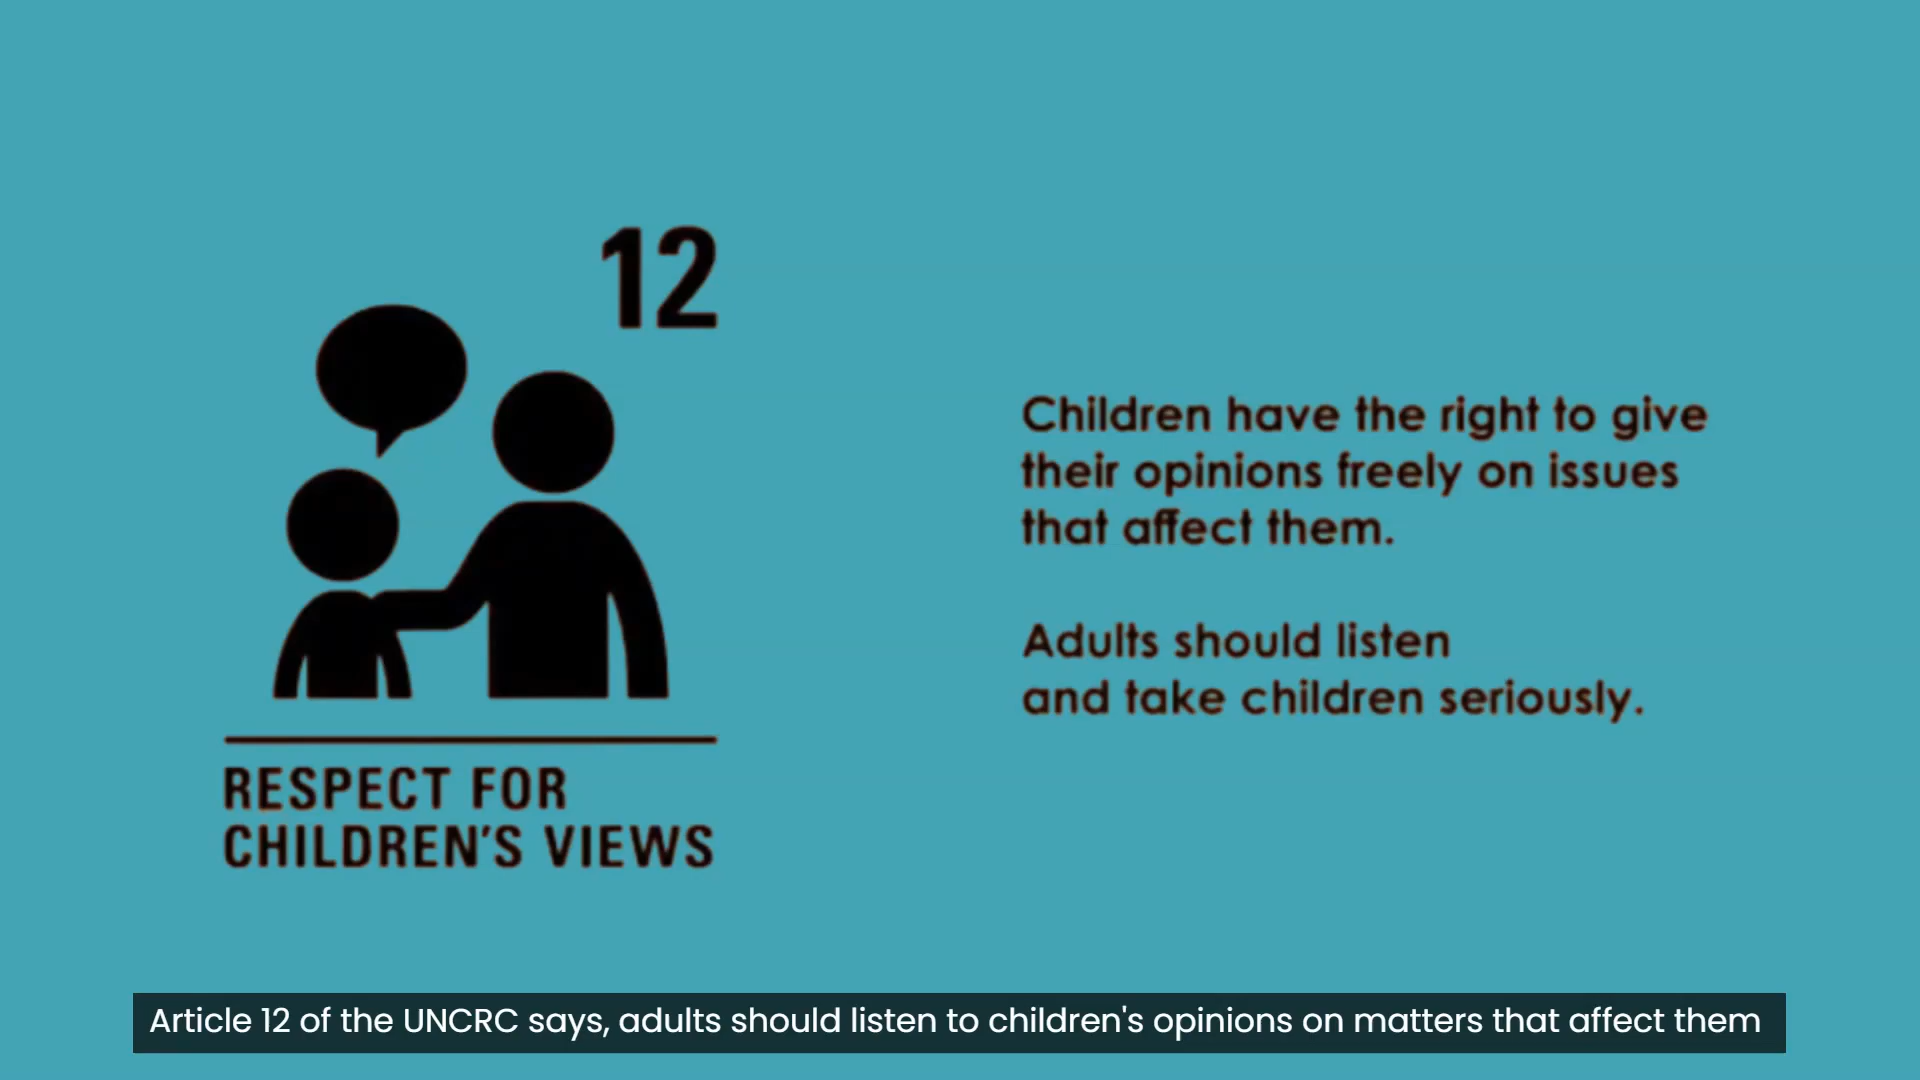 12
RESPECT FOR
CHILDREN'S VIEWS
Children have the right to give
their opinions freely on issues
that affect them.
Adults should listen
and take children seriously.
Article 12 of the UNCRC says, adults should listen to children's opinions on matters that affect them